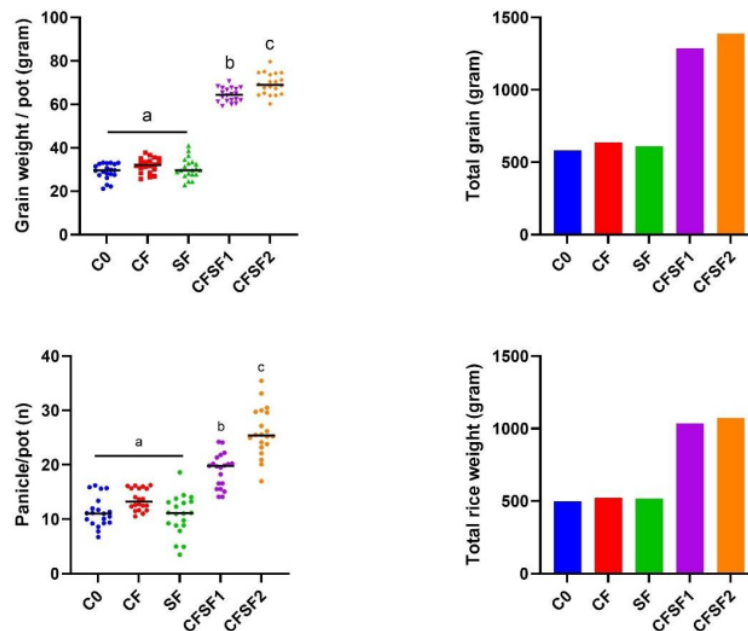 Grain weight / pot (gram)
100
80
60
40
20
0
a
b
c
C0
CF
SF
CFSF1
CFSF2
Total grain (gram)
1500
1000
500
0
C0
CF
SF
CFSF1
CFSF2
Panicle/pot (n)
40
30
20
10
0
a
b
c
C0
CF
SF
CFSF1
CFSF2
Total rice weight (gram)
1500
1000
500
0
C0
CF
SF
CFSF1
CFSF2